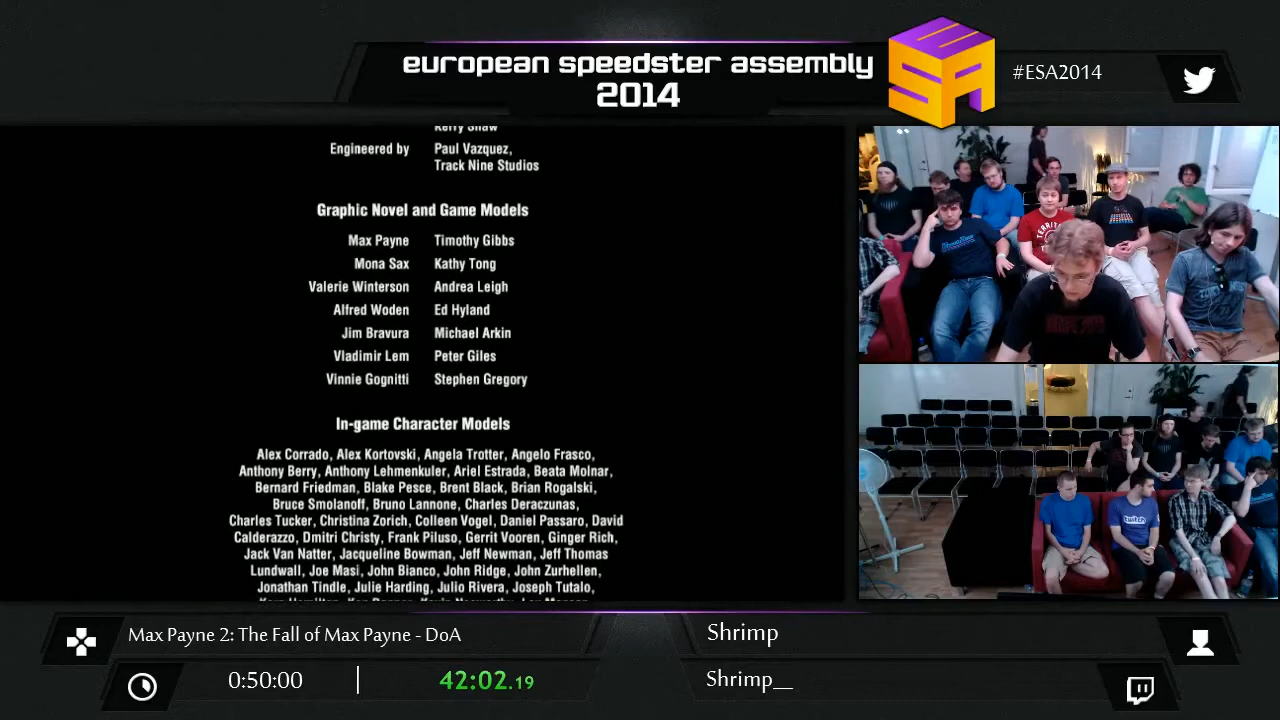 european speedster assembly
2014
#ESA2014
Kerry Shaw
Engineered by Paul Vazquez,
Track Nine Studios
Graphic Novel and Game Models
Max Payne Timothy Gibbs
Mona Sax Kathy Tong
Valerie Winterson Andrea Leigh
Alfred Woden Ed Hyland
Jim Bravura Michael Arkin
Vladimir Lem Peter Giles
Vinnie Gognitti Stephen Gregory
In-game Character Models
Alex Corrado, Alex Kortovski, Angela Trotter, Angelo Frasco,
Anthony Berry, Anthony Lehmenkuler, Ariel Estrada, Beata Molnar,
Bernard Friedman, Blake Pesce, Brent Black, Brian Rogalski,
Bruce Smolanoff, Bruno Lannone, Charles Deraczunas,
Charles Tucker, Christina Zorich, Colleen Vogel, Daniel Passaro, David
Calderazzo, Dmitri Christy, Frank Piluso, Gerrit Vooren, Ginger Rich,
Jack Van Natter, Jacqueline Bowman, Jeff Newman, Jeff Thomas
Lundwall, Joe Masi, John Bianco, John Ridge, John Zurhellen,
Jonathan Tindle, Julie Harding, Julio Rivera, Joseph Tutalo,
twitch
Max Payne 2: The Fall of Max Payne - DoA
Shrimp
0:50:00 | 42:02.19
Shrimp__